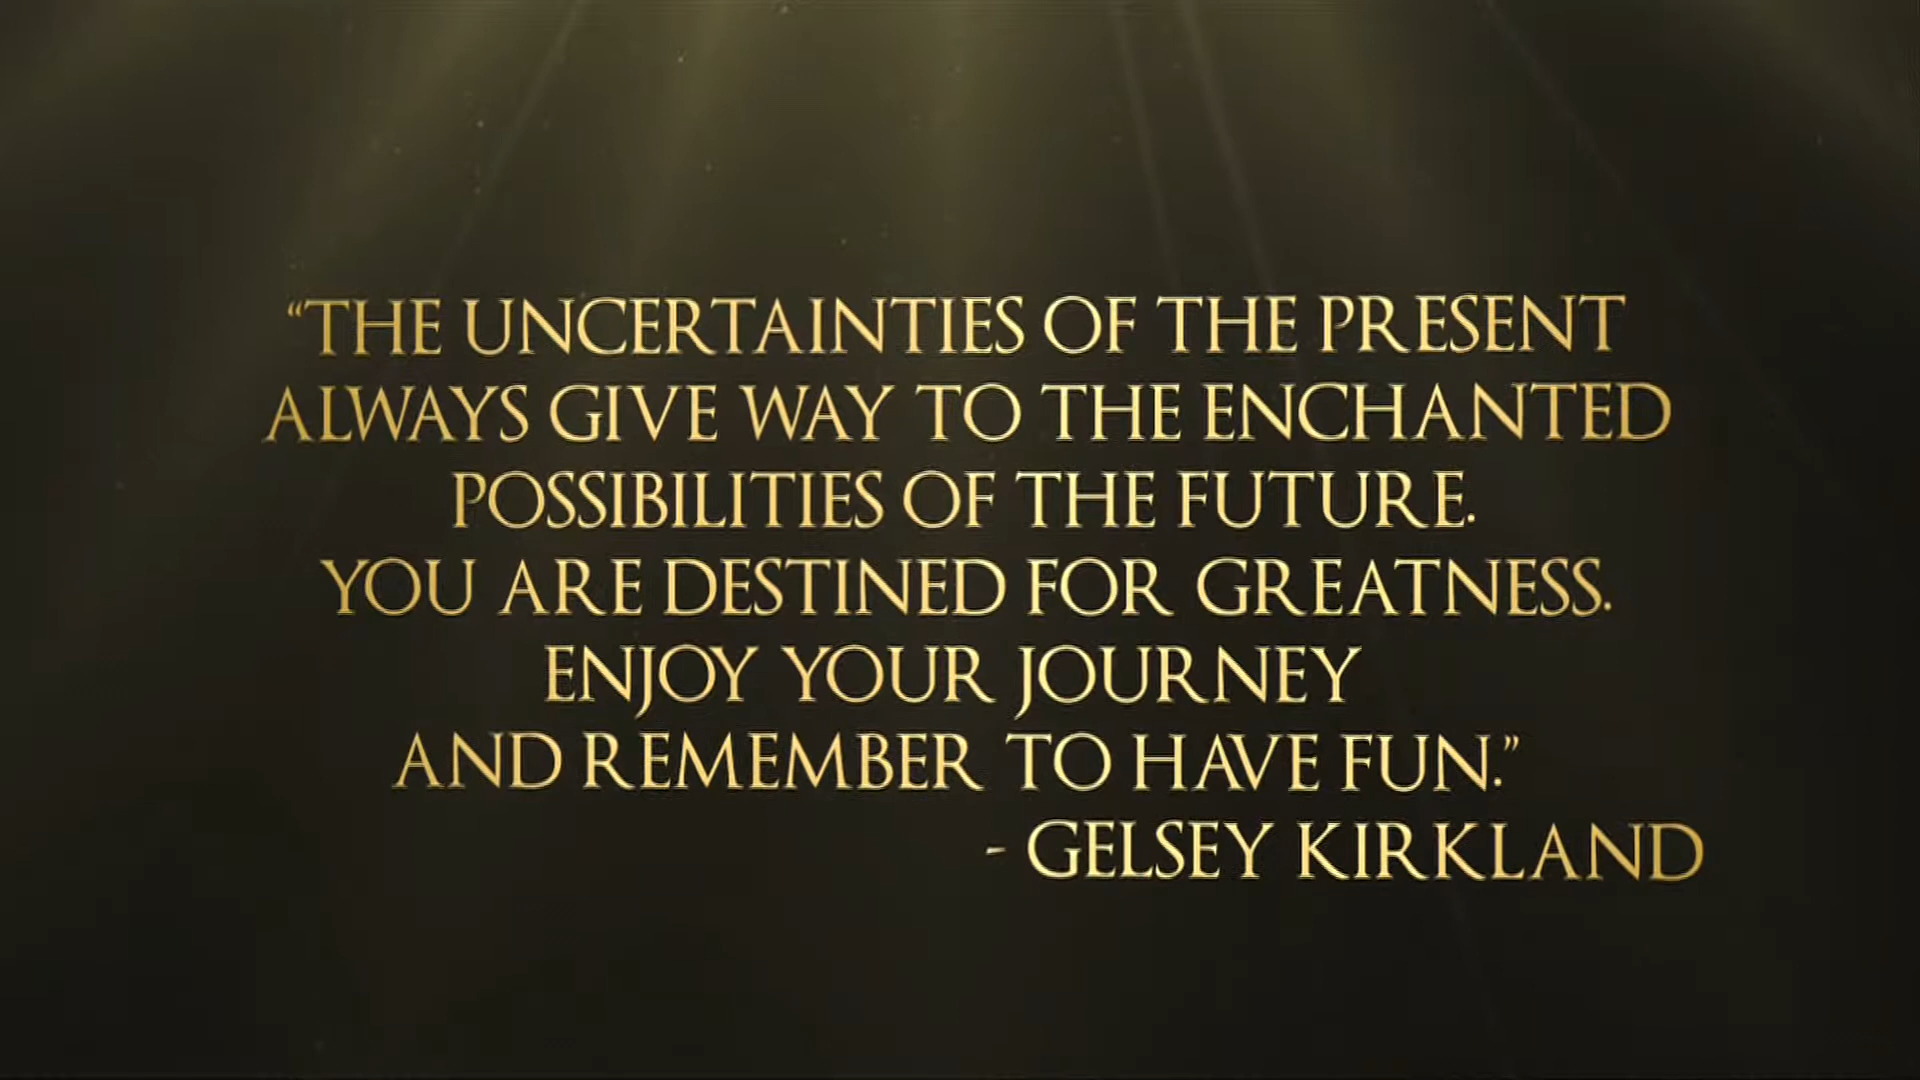 “THE UNCERTAINTIES OF THE PRESENT
ALWAYS GIVE WAY TO THE ENCHANTED
POSSIBILITIES OF THE FUTURE.
YOU ARE DESTINED FOR GREATNESS.
ENJOY YOUR JOURNEY
AND REMEMBER TO HAVE FUN.”
- GELSEY KIRKLAND